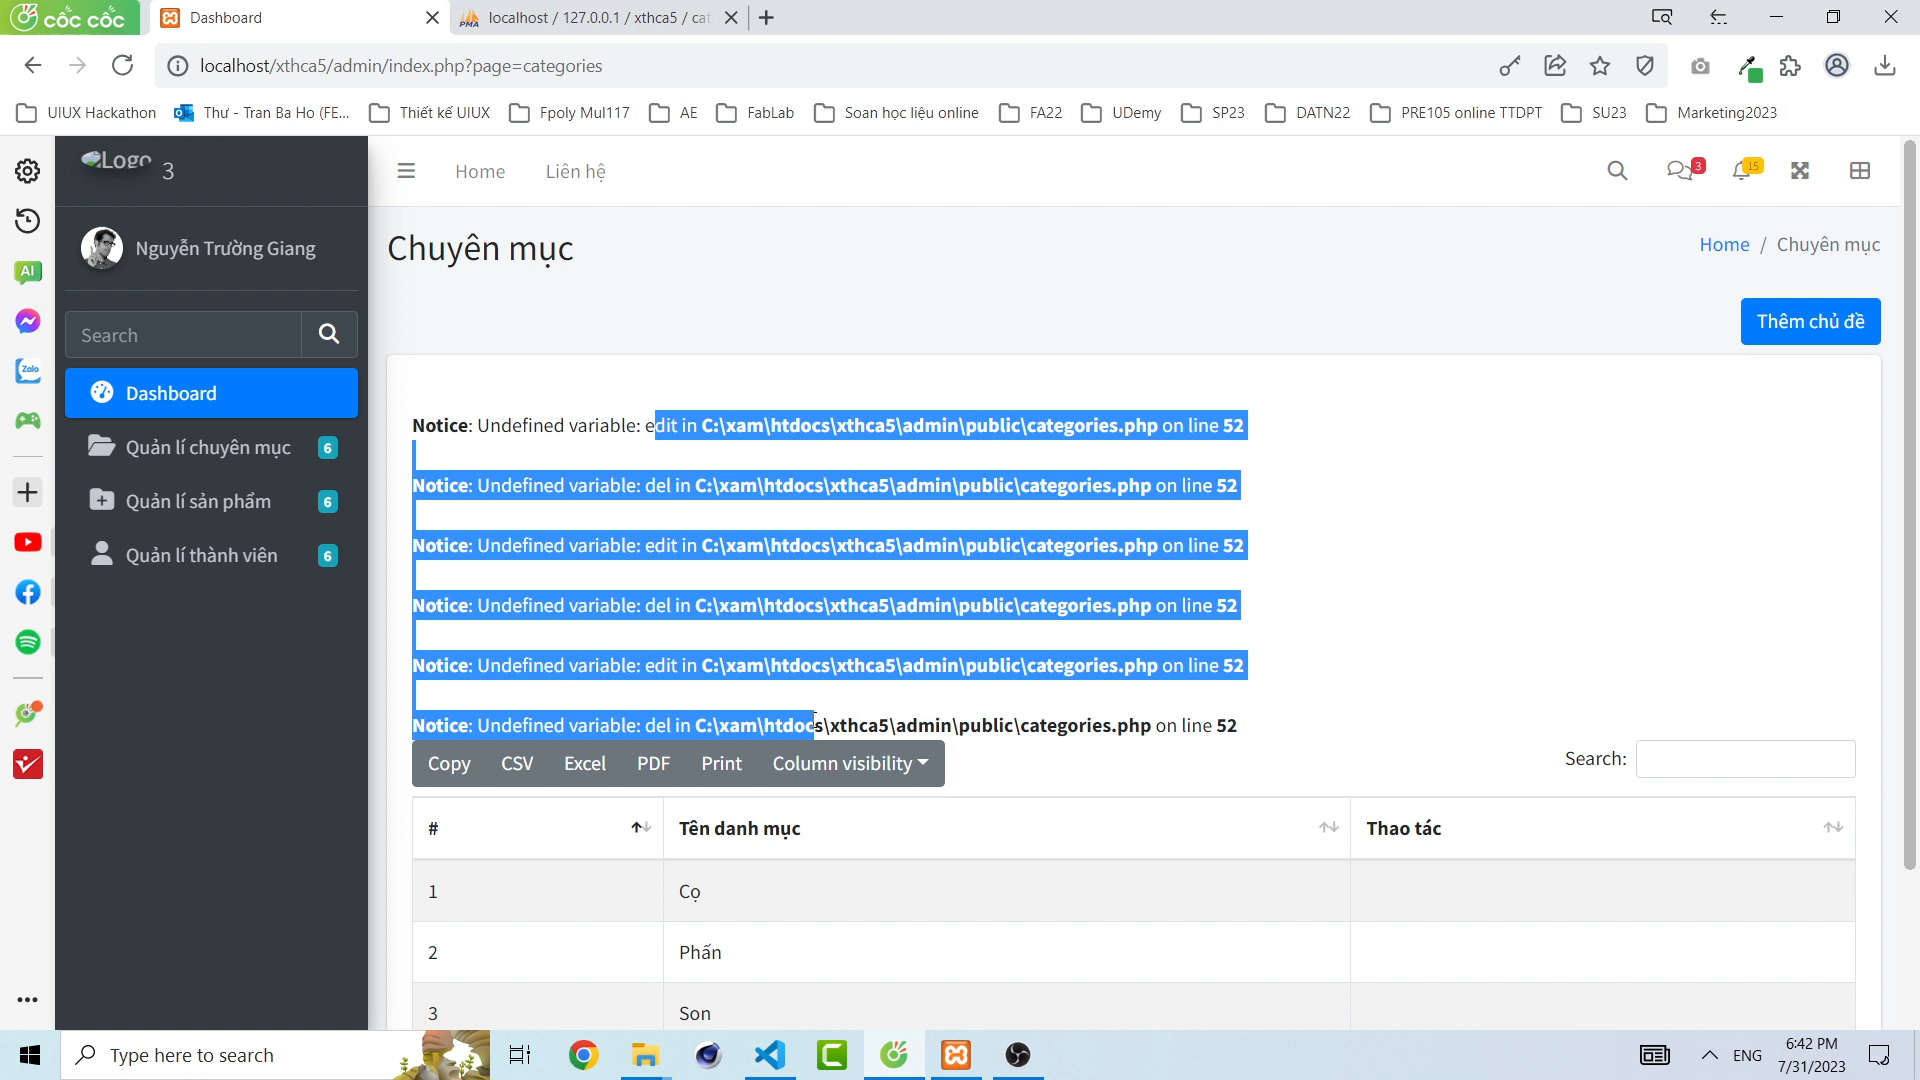 cốc cốc
Dashboard
localhost / 127.0.0.1 / xthca5 / cat
localhost/xthca5/admin/index.php?page=categories
UIUX Hackathon
Thư - Tran Ba Ho (FE...
Thiết kế UIUX
Fpoly Mul117
AE
FabLab
Soan học liệu online
FA22
UDemy
SP23
DATN22
PRE105 online TTDPT
SU23
Marketing2023
Logo
3
Home
Liên hệ
3
15
AI
Zalo
Nguyễn Trường Giang
Search
Dashboard
Quản lí chuyên mục
6
Quản lí sản phẩm
6
Quản lí thành viên
6
Chuyên mục
Home / Chuyên mục
Thêm chủ đề
Notice: Undefined variable: edit in C:\xam\htdocs\xthca5\admin\public\categories.php on line 52
Notice: Undefined variable: del in C:\xam\htdocs\xthca5\admin\public\categories.php on line 52
Notice: Undefined variable: edit in C:\xam\htdocs\xthca5\admin\public\categories.php on line 52
Notice: Undefined variable: del in C:\xam\htdocs\xthca5\admin\public\categories.php on line 52
Notice: Undefined variable: edit in C:\xam\htdocs\xthca5\admin\public\categories.php on line 52
Notice: Undefined variable: del in C:\xam\htdocs\xthca5\admin\public\categories.php on line 52
Copy CSV Excel PDF Print Column visibility
Search:
# Tên danh mục Thao tác
1 Cọ
2 Phấn
3 Son
Type here to search
ENG
6:42 PM
7/31/2023